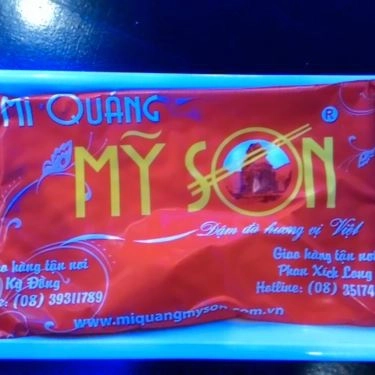 MÌ QUẢNG
MỸ SƠN ®
Đậm đà hương vị Việt
hàng tận nơi
Kỳ Đồng
(08) 39311789
Giao hàng tận nơi
Phan Xích Long
Hotline: (08) 35174
www.miquangmyson.com.vn